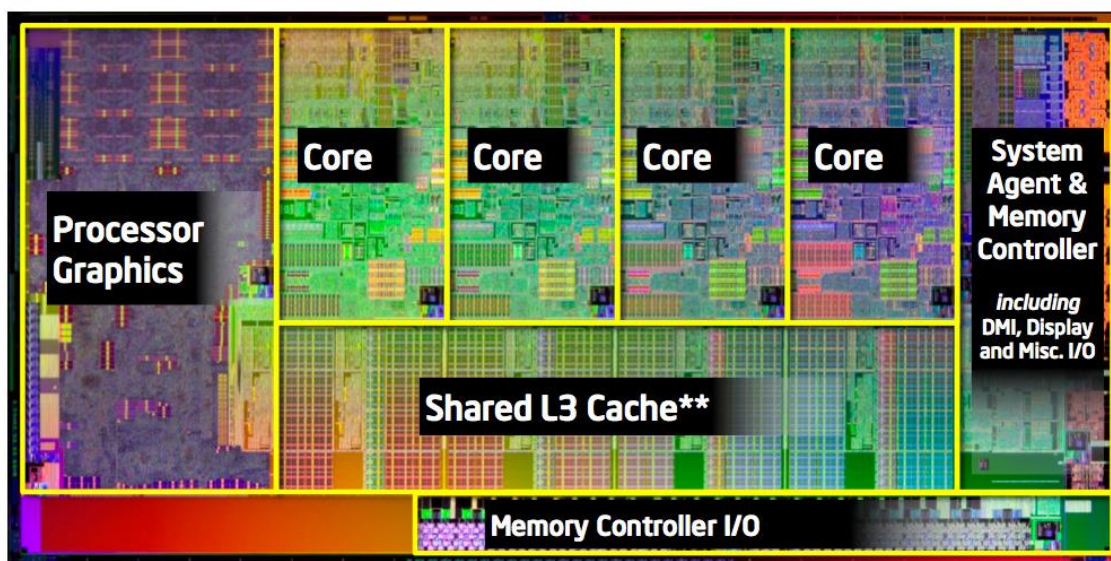 Processor
Graphics
Core
Core
Core
Core
System
Agent &
Memory
Controller
including
DMI, Display
and Misc. I/O
Shared L3 Cache**
Memory Controller I/O